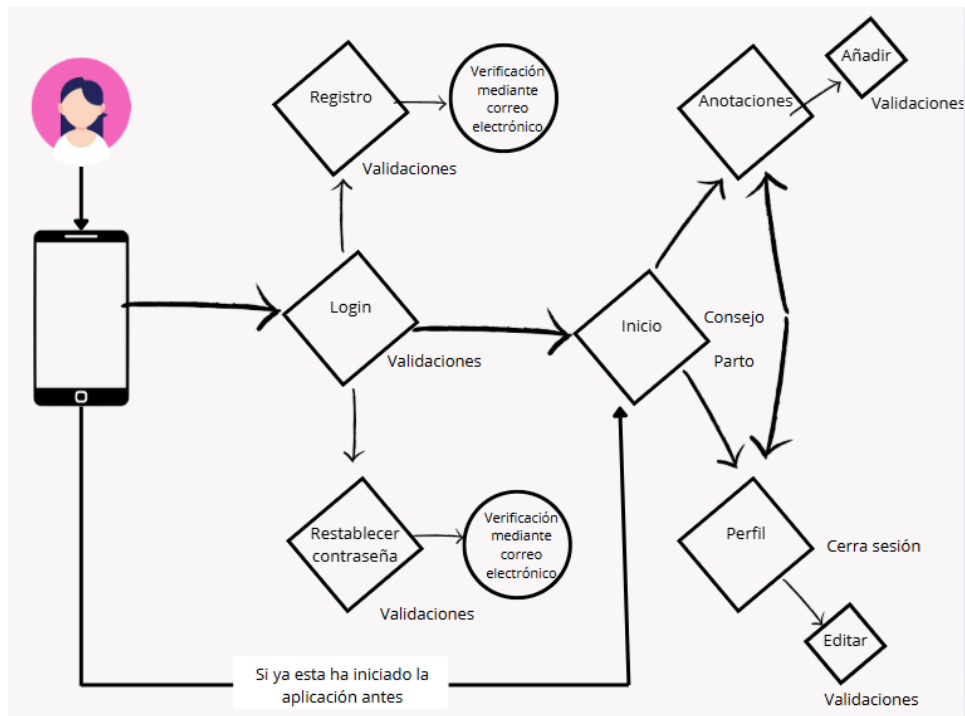 Registro
Verificación
mediante
correo
electrónico
Validaciones
Anotaciones
Añadir
Validaciones
Login
Validaciones
Inicio
Consejo
Parto
Restablecer
contraseña
Verificación
mediante
correo
electrónico
Validaciones
Perfil
Cerra sesión
Editar
Validaciones
Si ya esta ha iniciado la
aplicación antes